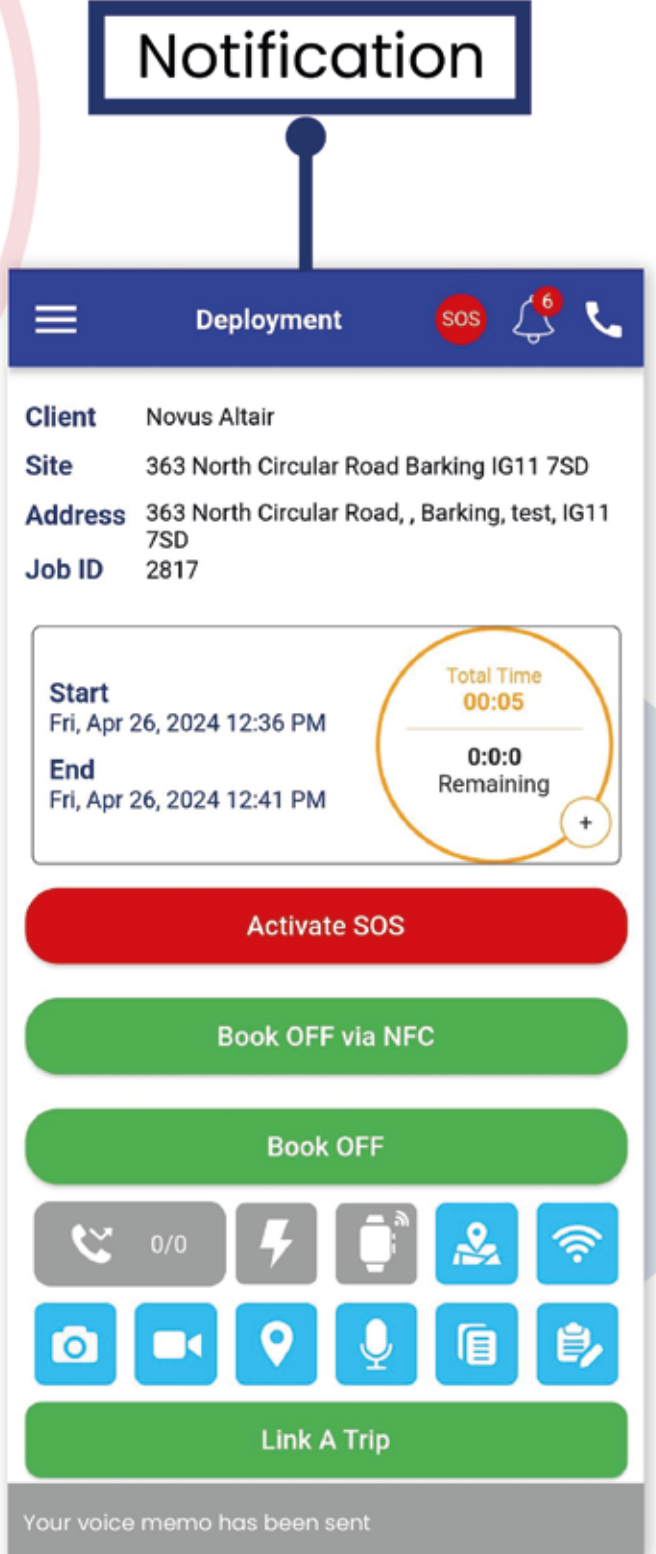 Notification
Deployment
SOS
6
Client Novus Altair
Site 363 North Circular Road Barking IG11 7SD
Address 363 North Circular Road, , Barking, test, IG11
7SD
Job ID 2817
Start
Fri, Apr 26, 2024 12:36 PM
End
Fri, Apr 26, 2024 12:41 PM
Total Time
00:05
0:0:0
Remaining
+
Activate SOS
Book OFF via NFC
Book OFF
0/0
Link A Trip
Your voice memo has been sent